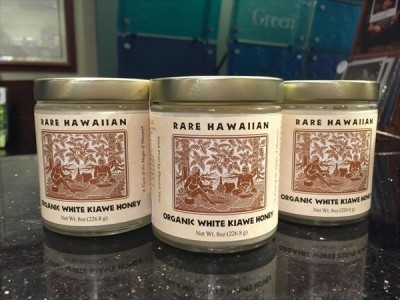 Green
RARE HAWAIIAN
ORGANIC WHITE KIAWE HONEY
Net Wt. 8oz (226.8 g)
RARE HAWAIIAN
ORGANIC WHITE KIAWE HONEY
Net Wt. 8oz (226.8 g)
RARE HAWAIIAN
ORGANIC WHITE KIAWE HONEY
Net Wt. 8oz (226.8 g)